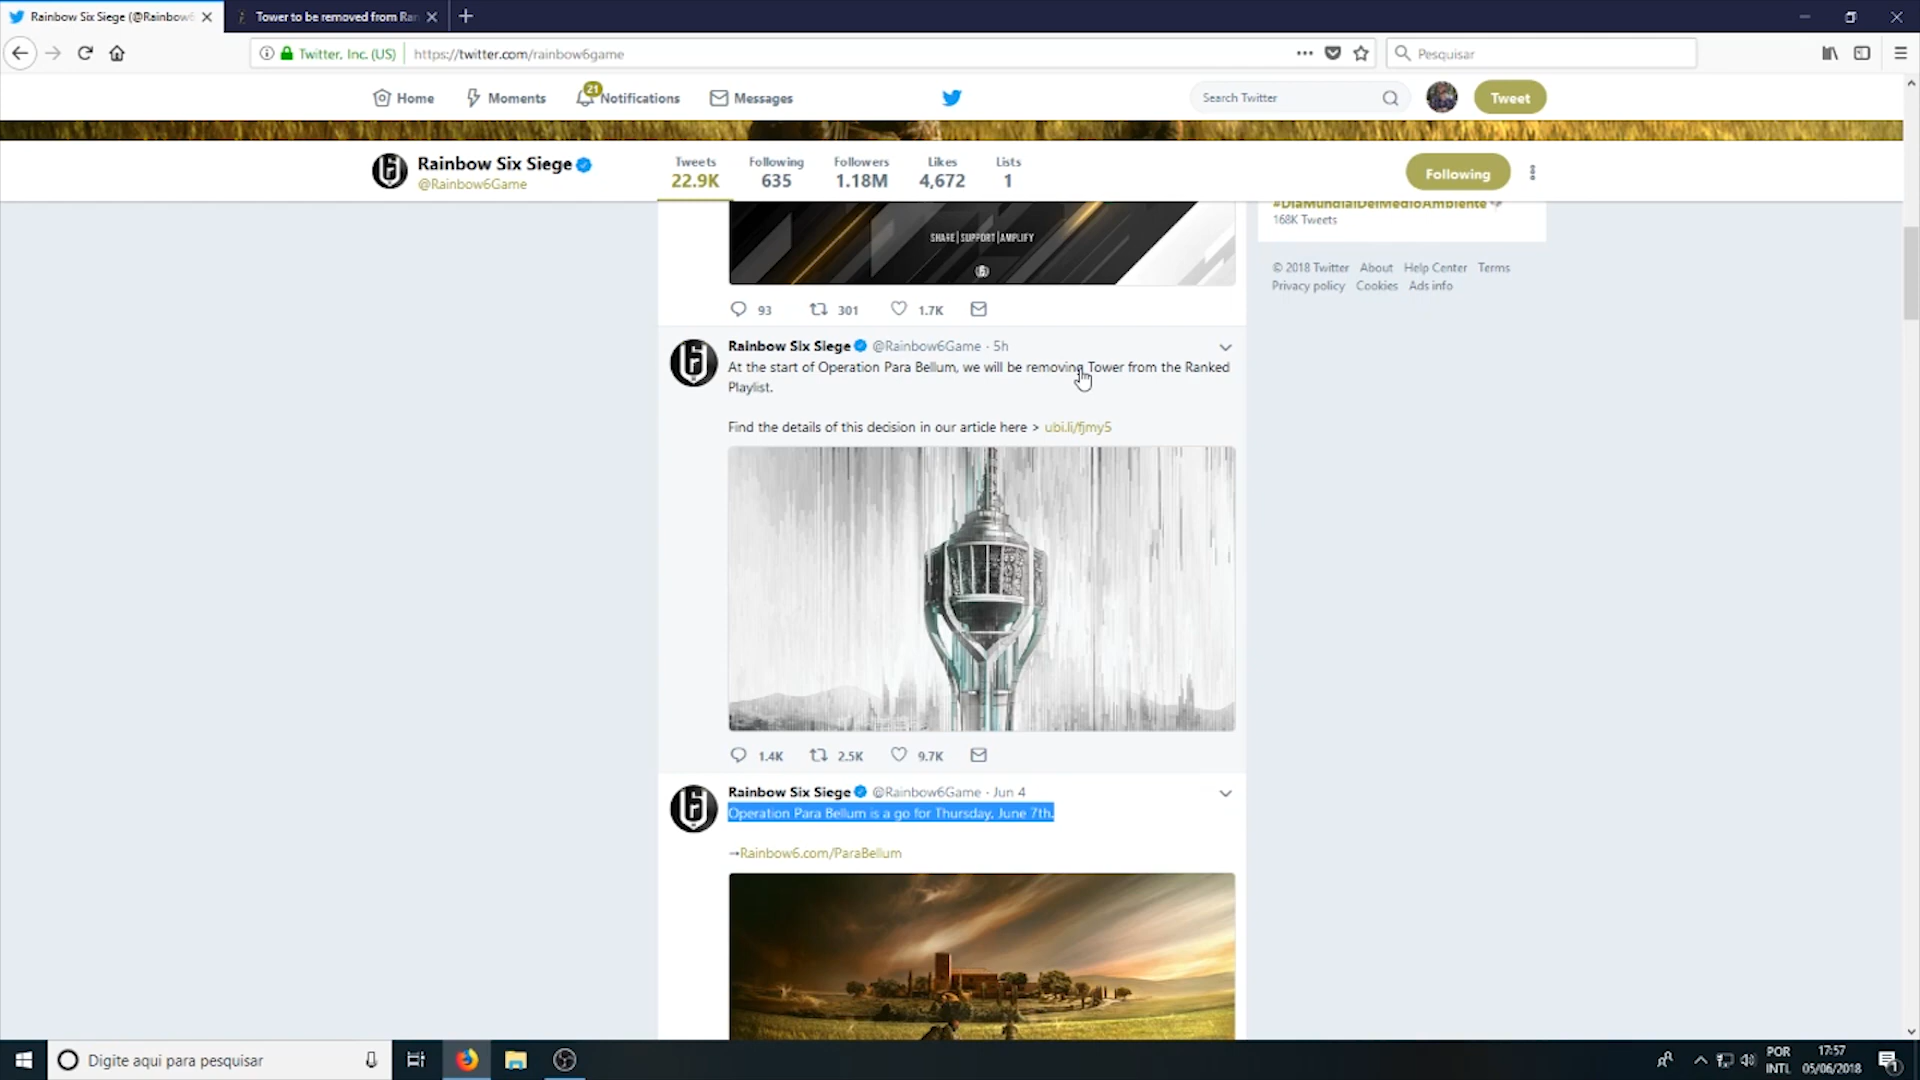 Rainbow Six Siege (@Rainbow6
Tower to be removed from Ra
Twitter, Inc. (US)
https://twitter.com/rainbow6game
Pesquisar
Home
Moments
21
Notifications
Messages
Search Twitter
Tweet
Rainbow Six Siege
@Rainbow6Game
Tweets
22.9K
Following
635
Followers
1.18M
Likes
4,672
Lists
1
Following
#DíaMundialDelMedioAmbiente
168K Tweets
© 2018 Twitter About Help Center Terms
Privacy policy Cookies Ads info
SHARE | SUPPORT | AMPLIFY
93 301 1.7K
Rainbow Six Siege @Rainbow6Game · 5h
At the start of Operation Para Bellum, we will be removing Tower from the Ranked
Playlist.
Find the details of this decision in our article here > ubi.li/fjmy5
1.4K 2.5K 9.7K
Rainbow Six Siege @Rainbow6Game · Jun 4
Operation Para Bellum is a go for Thursday, June 7th.
→Rainbow6.com/ParaBellum
Digite aqui para pesquisar
POR
INTL
17:57
05/06/2018
1